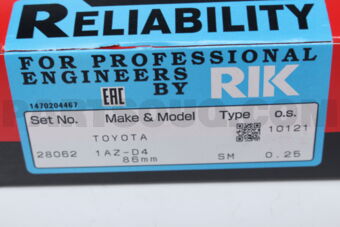 RELIABILITY
FOR PROFESSIONAL
ENGINEERS
BY RIK
1470204467
EAC
Set No. Make & Model Type o.s.
TOYOTA 10121
28062 1AZ-D4 SM 0.25
86mm